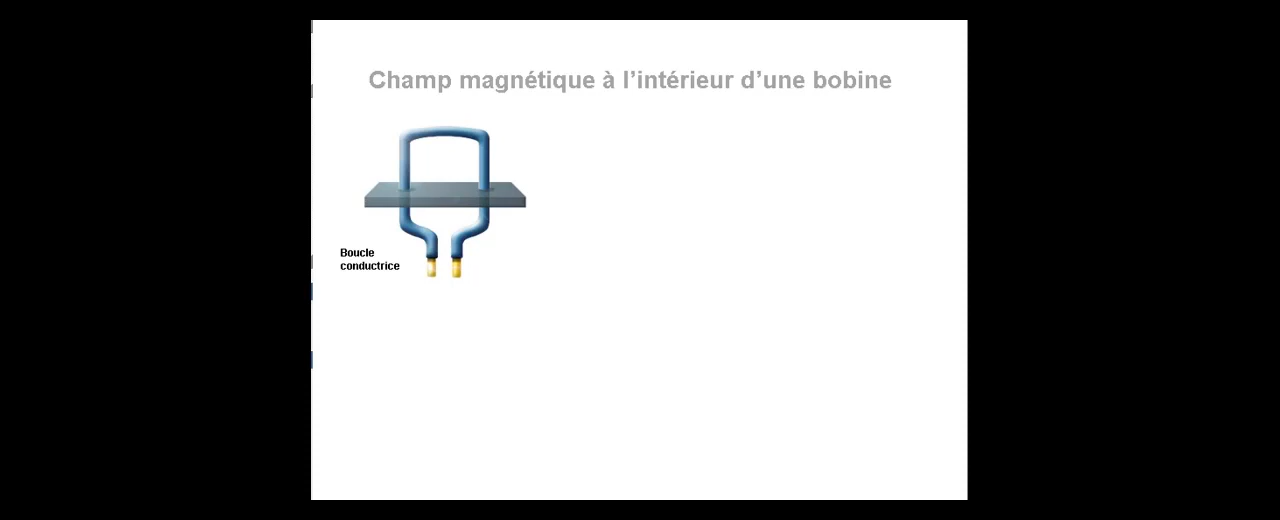 Champ magnétique à l’intérieur d’une bobine
Boucle
conductrice